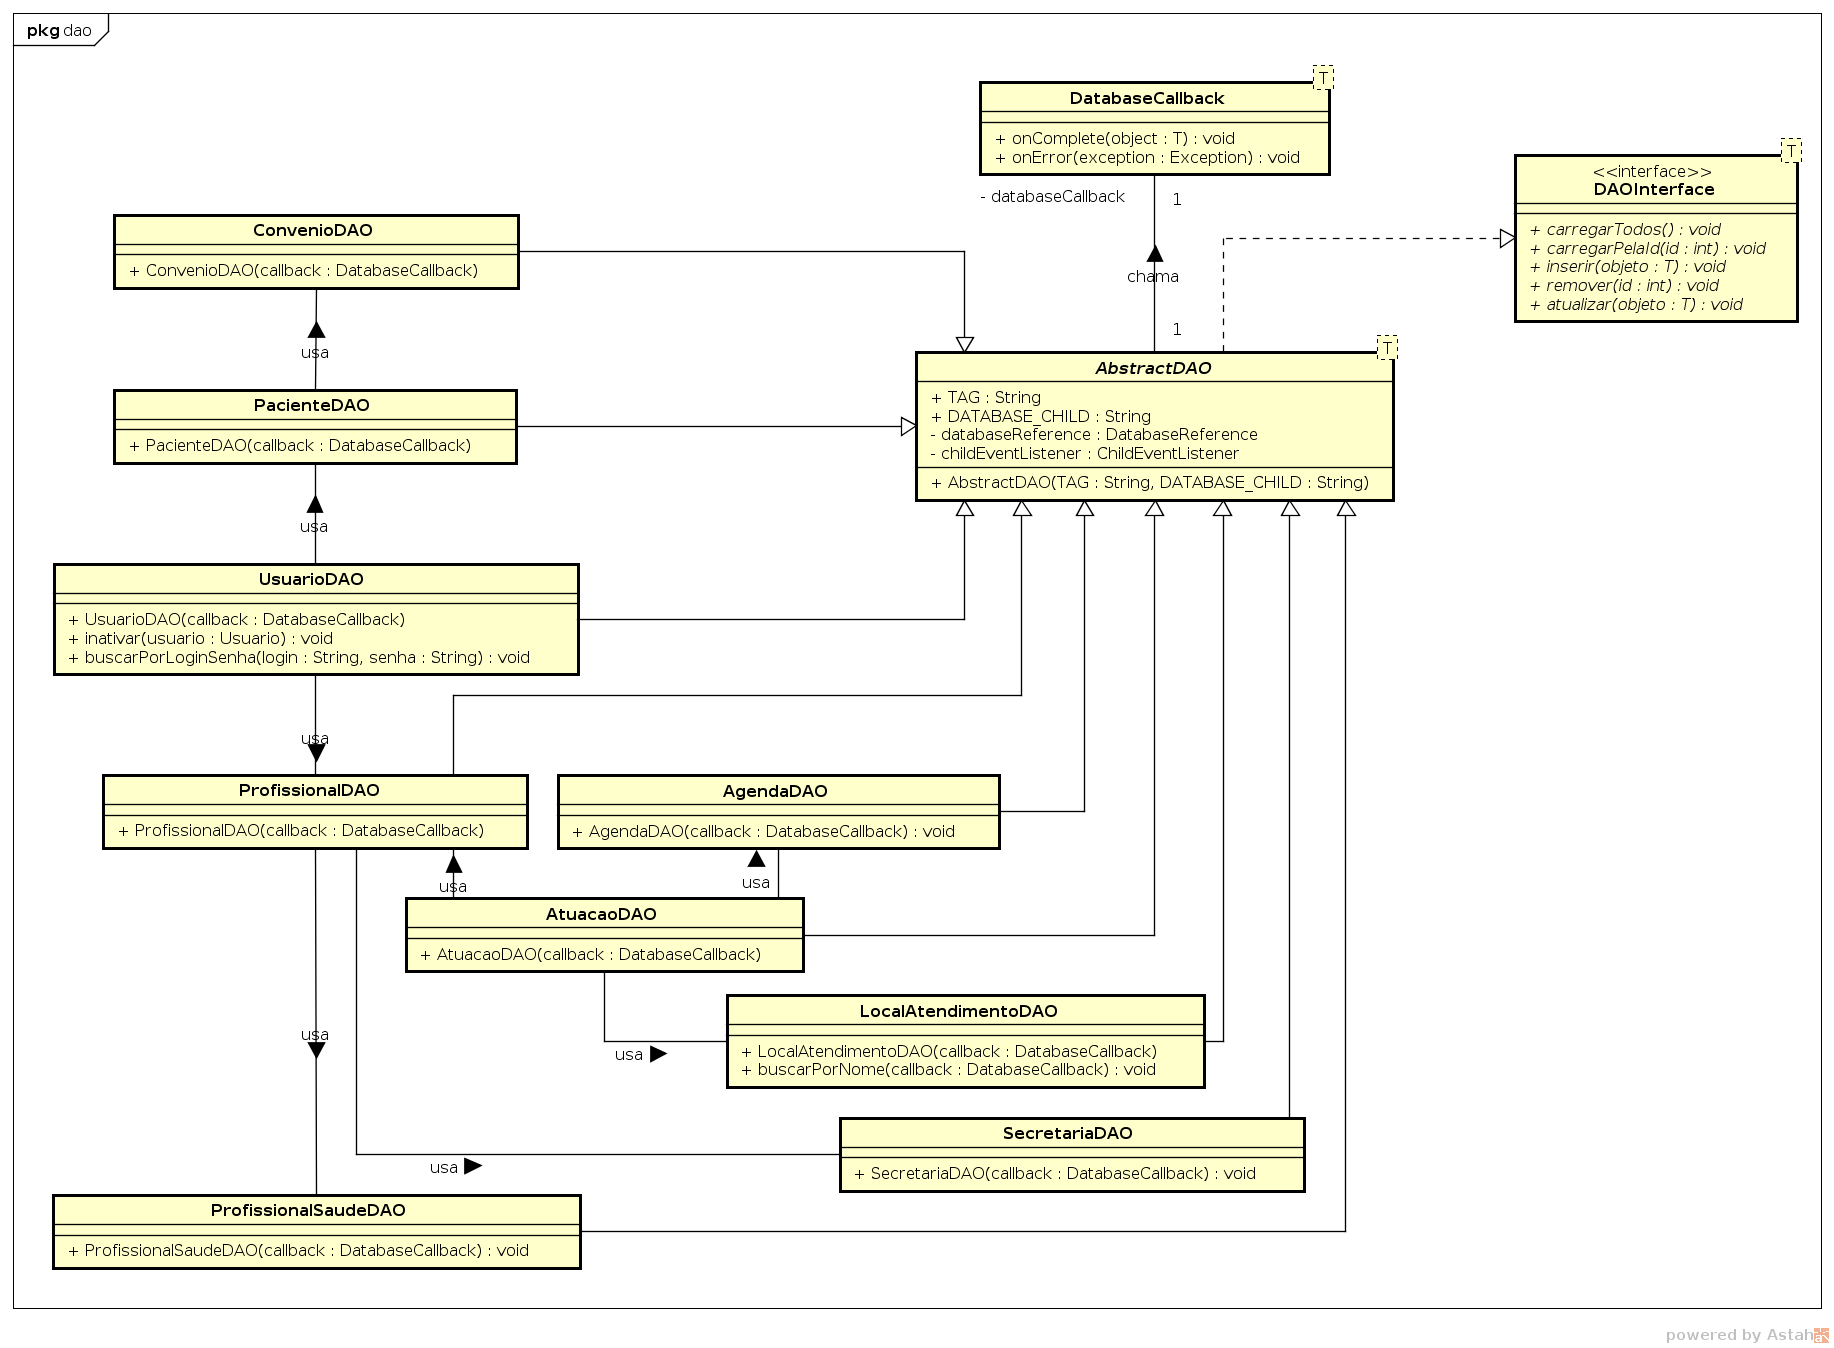 pkg dao
T
DatabaseCallback
+ onComplete(object : T) : void
+ onError(exception : Exception) : void
- databaseCallback
1
chama
1
T
<<interface>>
DAOInterface
+ carregarTodos() : void
+ carregarPelaId(id : int) : void
+ inserir(objeto : T) : void
+ remover(id : int) : void
+ atualizar(objeto : T) : void
ConvenioDAO
+ ConvenioDAO(callback : DatabaseCallback)
usa
T
AbstractDAO
+ TAG : String
+ DATABASE_CHILD : String
- databaseReference : DatabaseReference
- childEventListener : ChildEventListener
+ AbstractDAO(TAG : String, DATABASE_CHILD : String)
PacienteDAO
+ PacienteDAO(callback : DatabaseCallback)
usa
UsuarioDAO
+ UsuarioDAO(callback : DatabaseCallback)
+ inativar(usuario : Usuario) : void
+ buscarPorLoginSenha(login : String, senha : String) : void
usa
ProfissionalDAO
+ ProfissionalDAO(callback : DatabaseCallback)
AgendaDAO
+ AgendaDAO(callback : DatabaseCallback) : void
usa
usa
AtuacaoDAO
+ AtuacaoDAO(callback : DatabaseCallback)
LocalAtendimentoDAO
+ LocalAtendimentoDAO(callback : DatabaseCallback)
+ buscarPorNome(callback : DatabaseCallback) : void
usa
usa
SecretariaDAO
+ SecretariaDAO(callback : DatabaseCallback) : void
usa
ProfissionalSaudeDAO
+ ProfissionalSaudeDAO(callback : DatabaseCallback) : void
powered by Astah